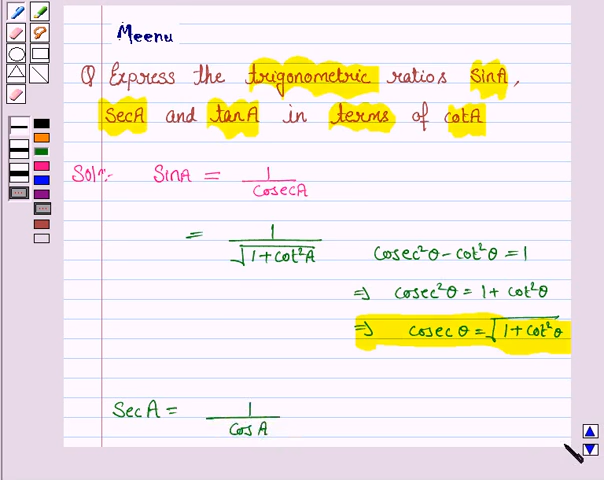 Meenu
Q Express the trigonometric ratios SinA,
SecA and tanA in terms of cotA
Soln:- SinA = 1/CosecA
= 1/√(1+cot²A)
Cosec²θ-cot²θ=1
⇒ cosec²θ=1+cot²θ
⇒ cosec θ=√(1+cot²θ)
SecA = 1/CosA